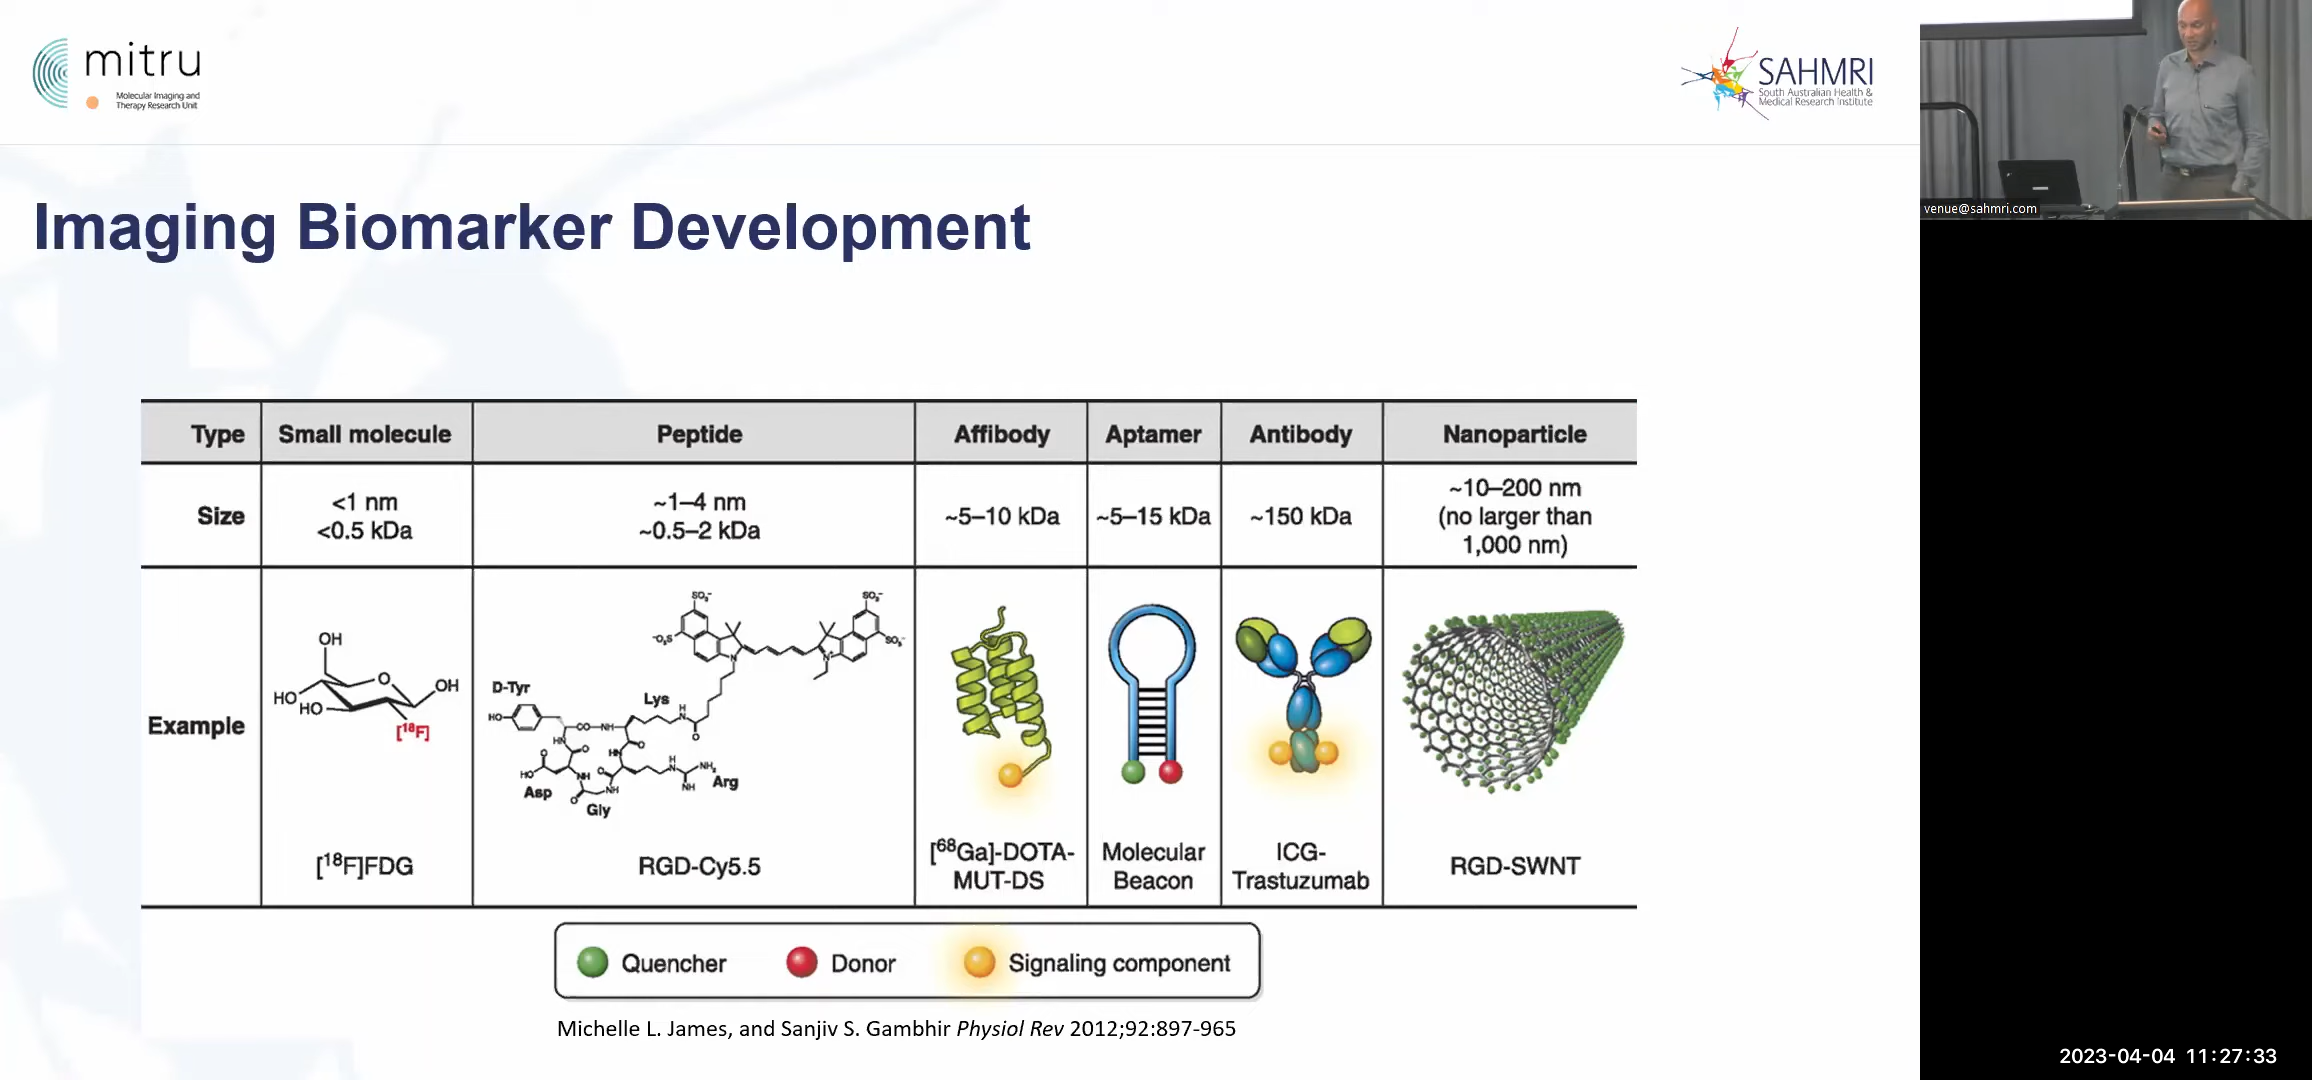 mitru
Molecular Imaging and
Therapy Research Unit
SAHMRI
South Australian Health &
Medical Research Institute
venue@sahmri.com
Imaging Biomarker Development
Type Small molecule Peptide Affibody Aptamer Antibody Nanoparticle
Size
<1 nm
<0.5 kDa
~1–4 nm
~0.5–2 kDa
~5–10 kDa
~5–15 kDa
~150 kDa
~10–200 nm
(no larger than
1,000 nm)
Example
OH
O
OH
HO
HO
[¹⁸F]
[¹⁸F]FDG
SO₃⁻
SO₃⁻
⁻O₃S
SO₃⁻
N
N⁺
D-Tyr
Lys
H
N
HO
CO
NH
O
HN
O
HN
O
O
HO
NH
O
H
N
NH₂
NH
Arg
Asp
O
NH
Gly
RGD-Cy5.5
[⁶⁸Ga]-DOTA-
MUT-DS
Molecular
Beacon
ICG-
Trastuzumab
RGD-SWNT
Quencher Donor Signaling component
Michelle L. James, and Sanjiv S. Gambhir Physiol Rev 2012;92:897-965
2023-04-04 11:27:33